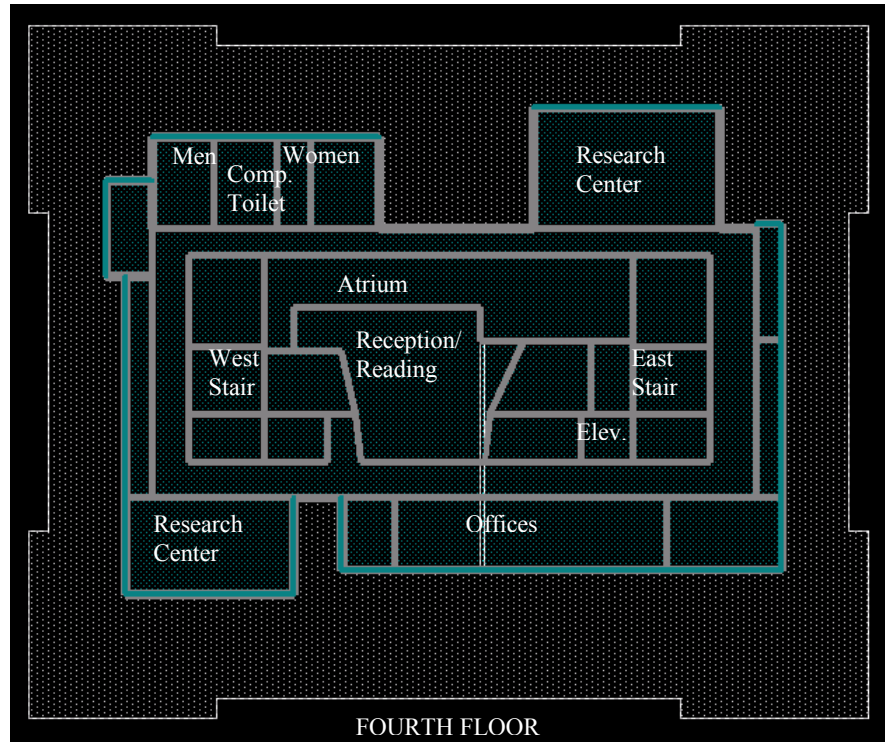 Men
Women
Comp.
Toilet
Research
Center
Atrium
Reception/
Reading
West
Stair
East
Stair
Elev.
Research
Center
Offices
FOURTH FLOOR